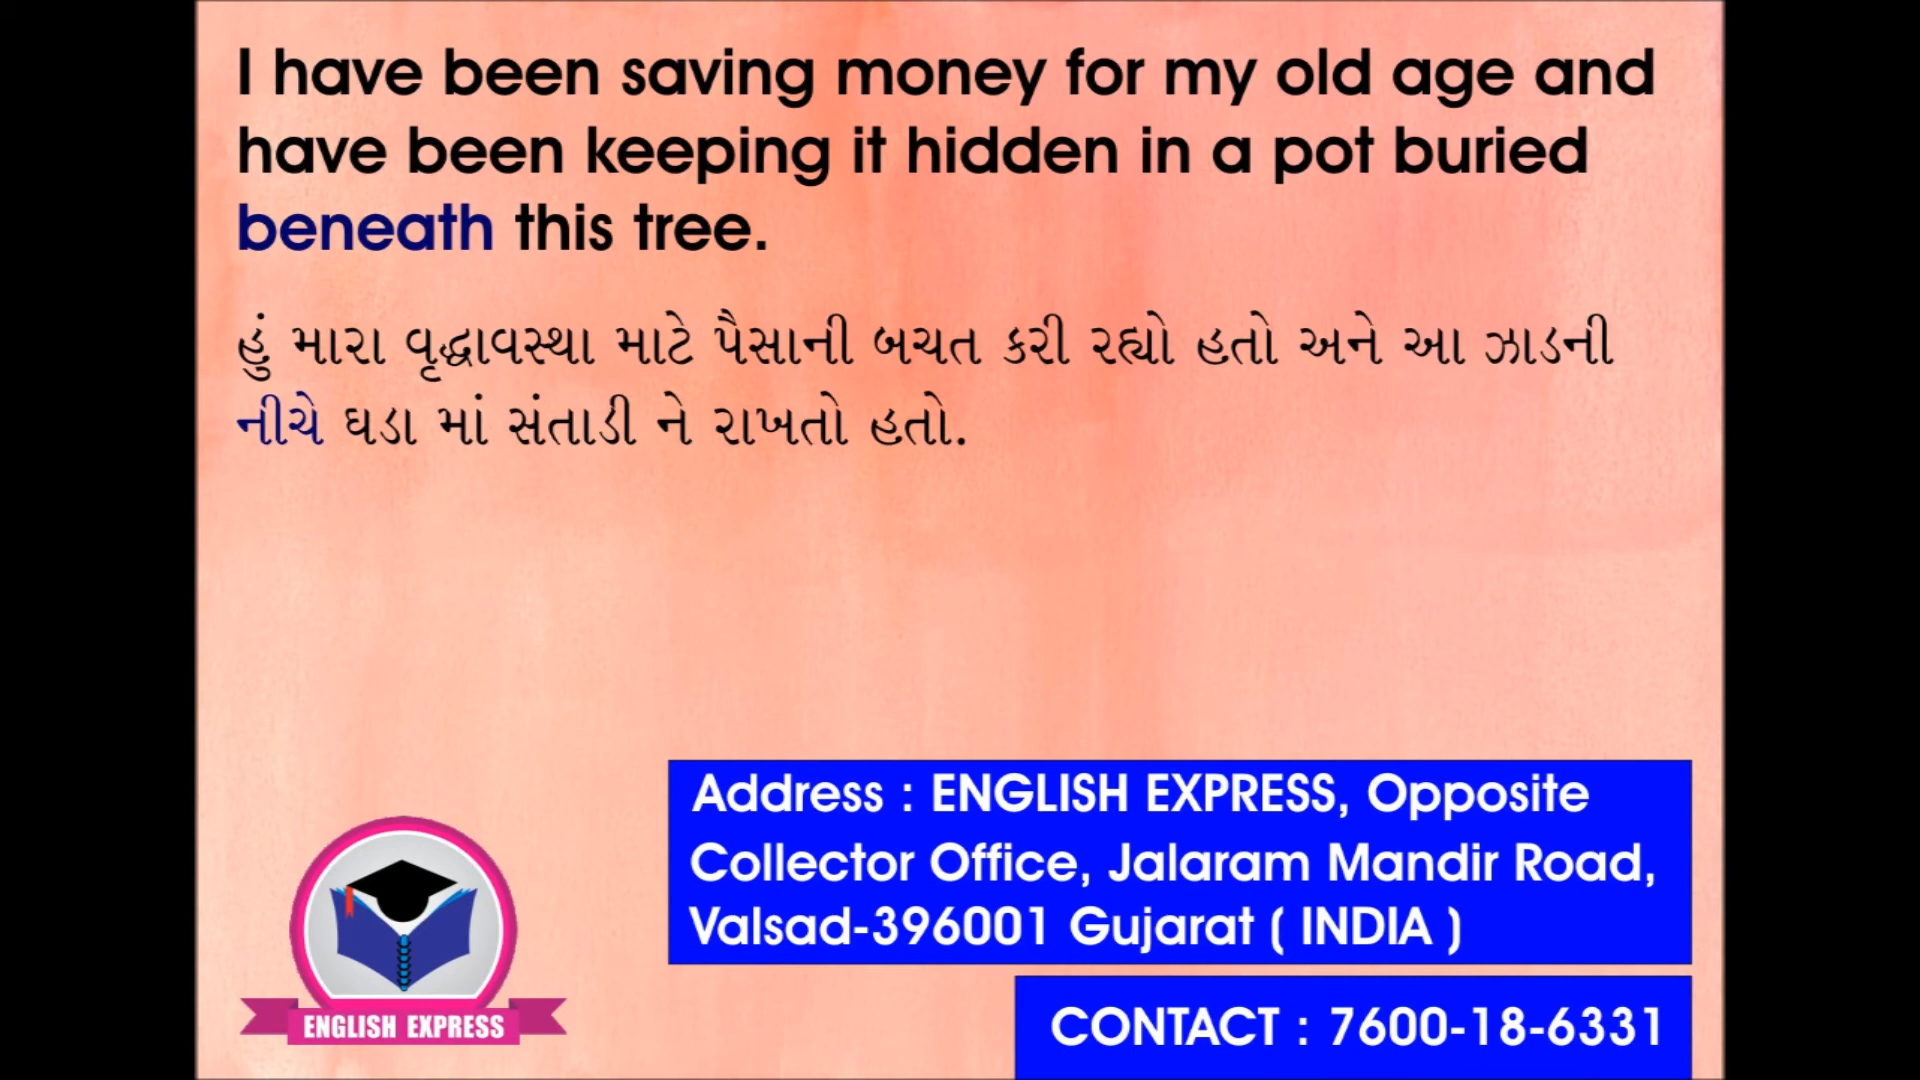 I have been saving money for my old age and
have been keeping it hidden in a pot buried
beneath this tree.
હું મારા વૃદ્ધાવસ્થા માટે પૈસાની બચત કરી રહ્યો હતો અને આ ઝાડની
નીચે ઘડા માં સંતાડી ને રાખતો હતો.
Address : ENGLISH EXPRESS, Opposite
Collector Office, Jalaram Mandir Road,
Valsad-396001 Gujarat ( INDIA )
ENGLISH EXPRESS
CONTACT : 7600-18-6331